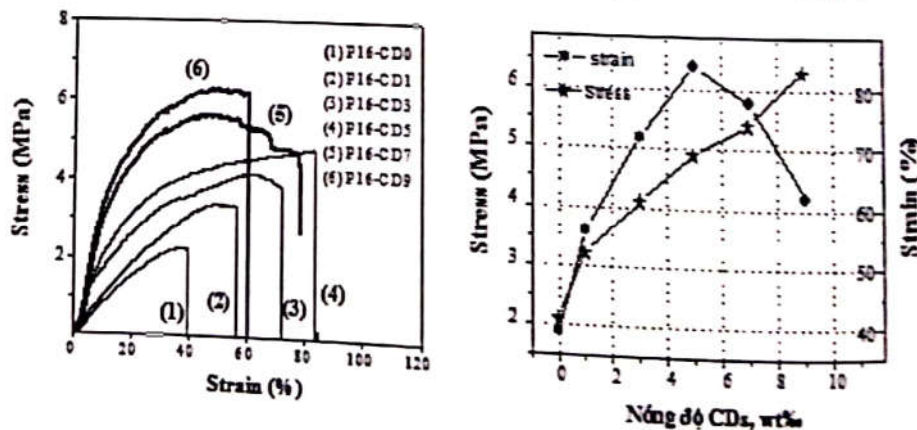 8
6
4
2
0
20
40
60
80
100
120
Stress (MPa)
Strain (%)
(1) P16-CD0
(2) P16-CD1
(3) P16-CD3
(4) P16-CD5
(5) P16-CD7
(6) P16-CD9
(6)
(5)
(1)
(2)
(3)
(4)
strain
Stress
6
5
4
3
2
Stress (MPa)
80
70
60
50
40
Strain (%)
0
2
4
6
8
10
Nồng độ CDs, wt‰